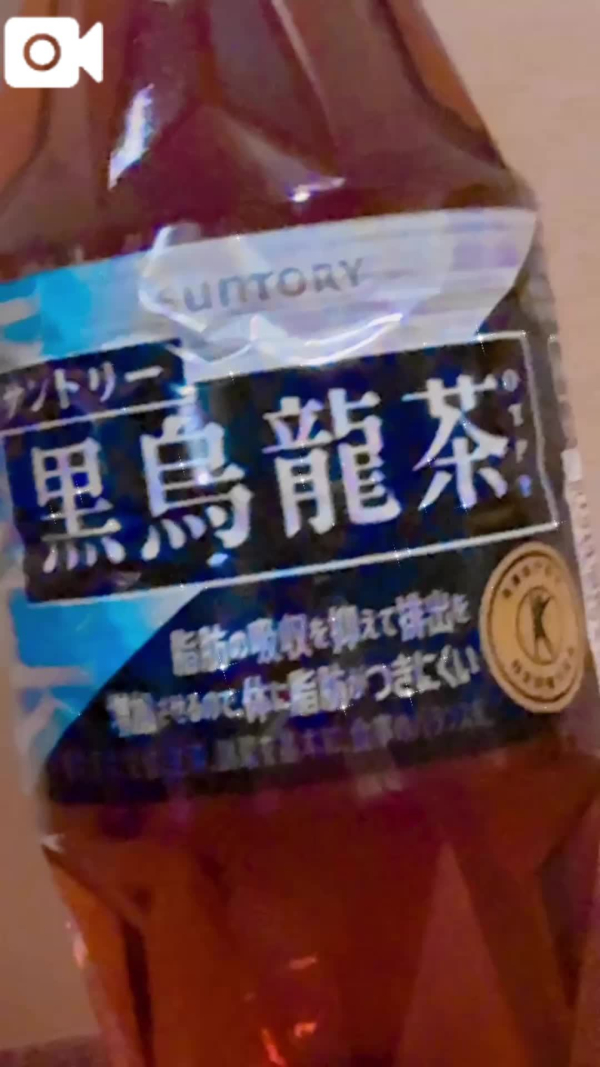 SUNTORY
サントリー
黒烏龍茶
OTPP
脂肪の吸収を抑えて排出を
増加させるので、体に脂肪がつきにくい